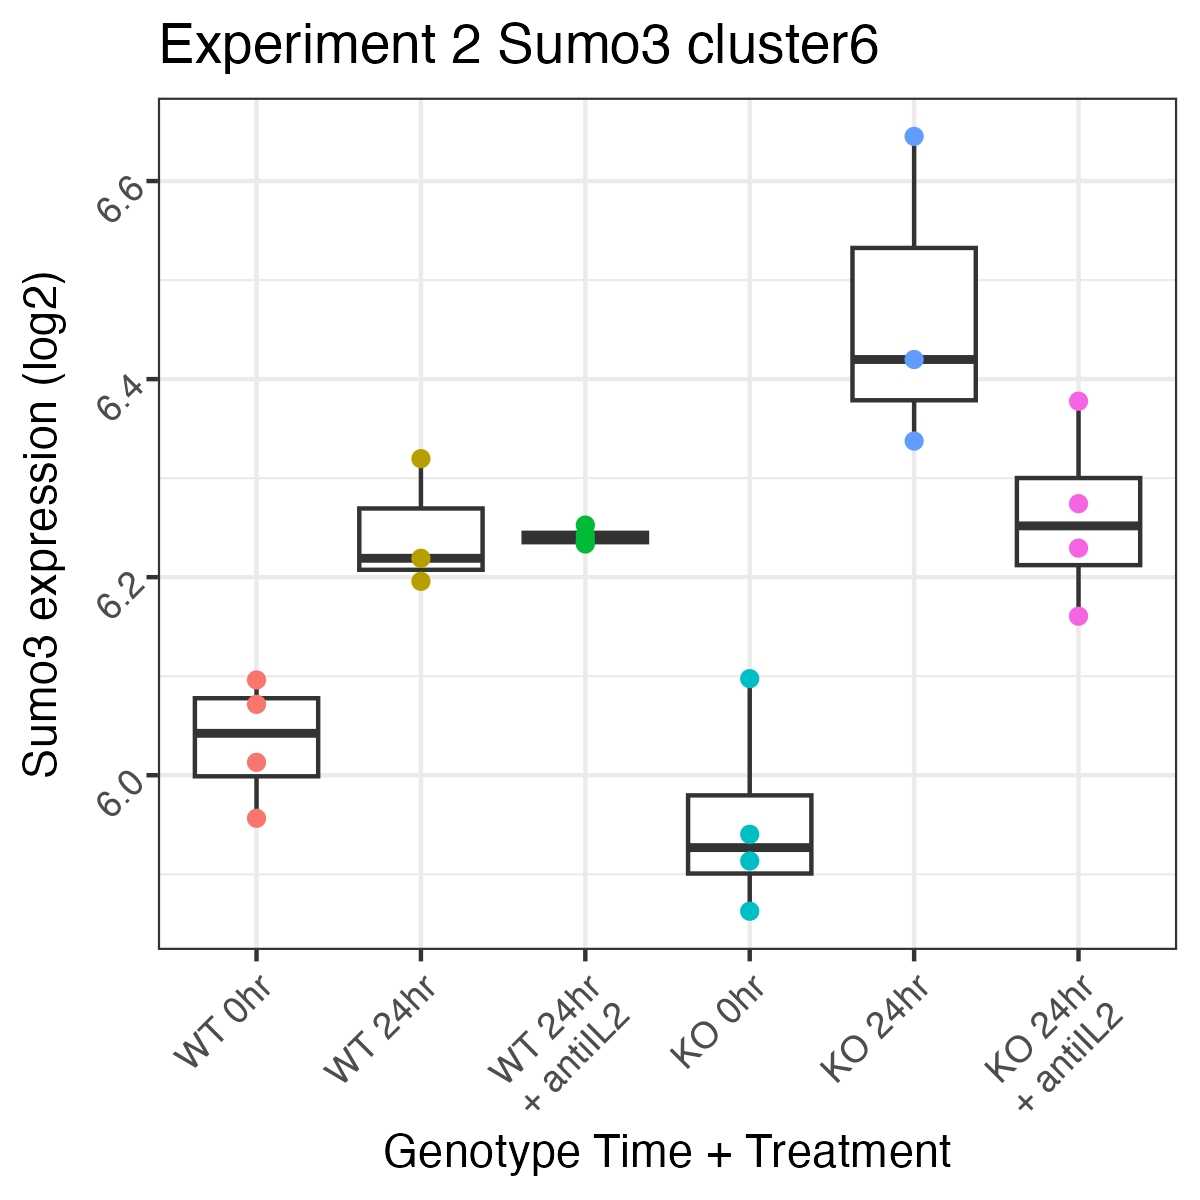 Experiment 2 Sumo3 cluster6
Sumo3 expression (log2)
6.6
6.4
6.2
6.0
WT 0hr
WT 24hr
WT 24hr
+ antiIL2
KO 0hr
KO 24hr
KO 24hr
+ antiIL2
Genotype Time + Treatment